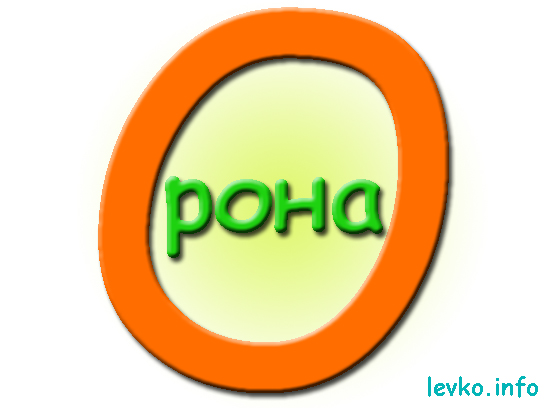 О
рона
levko.info